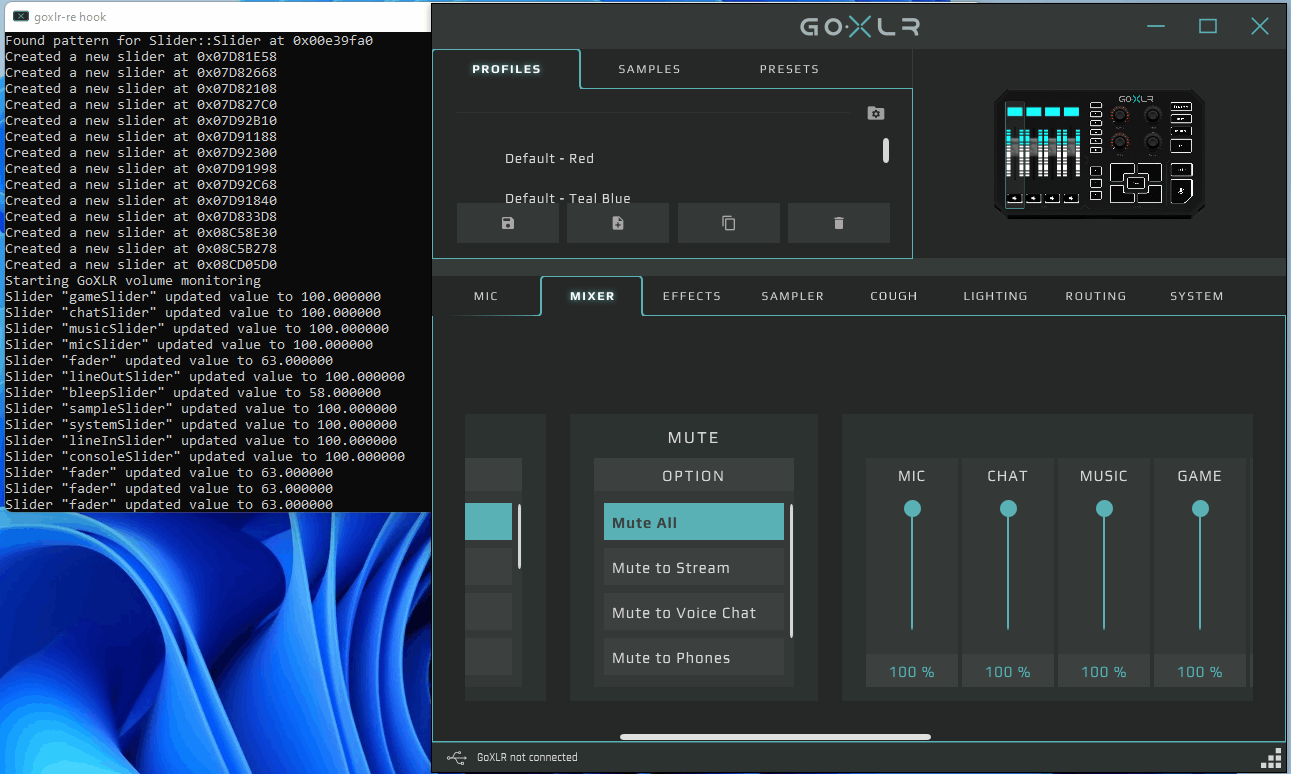 goxlr-re hook
Found pattern for Slider::Slider at 0x00e39fa0
Created a new slider at 0x07D81E58
Created a new slider at 0x07D82668
Created a new slider at 0x07D82108
Created a new slider at 0x07D827C0
Created a new slider at 0x07D92B10
Created a new slider at 0x07D91188
Created a new slider at 0x07D92300
Created a new slider at 0x07D91998
Created a new slider at 0x07D92C68
Created a new slider at 0x07D91840
Created a new slider at 0x07D833D8
Created a new slider at 0x08C58E30
Created a new slider at 0x08C5B278
Created a new slider at 0x08CD05D0
Starting GoXLR volume monitoring
Slider "gameSlider" updated value to 100.000000
Slider "chatSlider" updated value to 100.000000
Slider "musicSlider" updated value to 100.000000
Slider "micSlider" updated value to 100.000000
Slider "fader" updated value to 63.000000
Slider "lineOutSlider" updated value to 100.000000
Slider "bleepSlider" updated value to 58.000000
Slider "sampleSlider" updated value to 100.000000
Slider "systemSlider" updated value to 100.000000
Slider "lineInSlider" updated value to 100.000000
Slider "consoleSlider" updated value to 100.000000
Slider "fader" updated value to 63.000000
Slider "fader" updated value to 63.000000
Slider "fader" updated value to 63.000000
GO·XLR
PROFILES SAMPLES PRESETS
Default - Red
Default - Teal Blue
GO·XLR
MIC MIXER EFFECTS SAMPLER COUGH LIGHTING ROUTING SYSTEM
MUTE
OPTION
Mute All
Mute to Stream
Mute to Voice Chat
Mute to Phones
MIC CHAT MUSIC GAME
100 % 100 % 100 % 100 %
GoXLR not connected